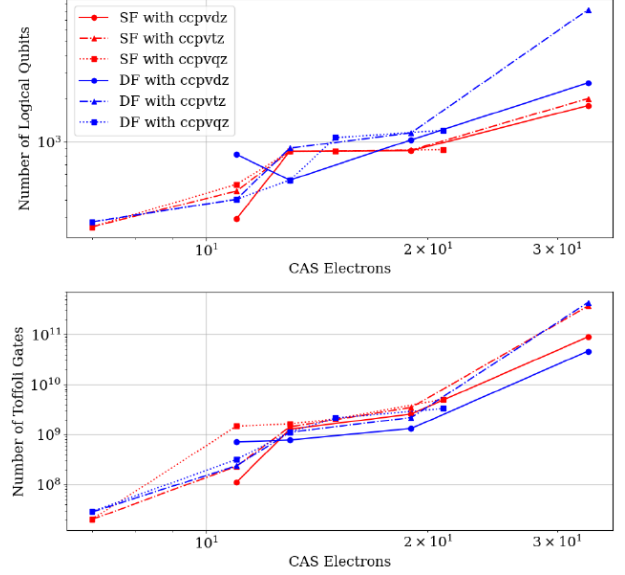 SF with ccpvdz
SF with ccpvtz
SF with ccpvqz
DF with ccpvdz
DF with ccpvtz
DF with ccpvqz
Number of Logical Qubits
10³
10¹
2 × 10¹
3 × 10¹
CAS Electrons
Number of Toffoli Gates
10¹¹
10¹⁰
10⁹
10⁸
10¹
2 × 10¹
3 × 10¹
CAS Electrons